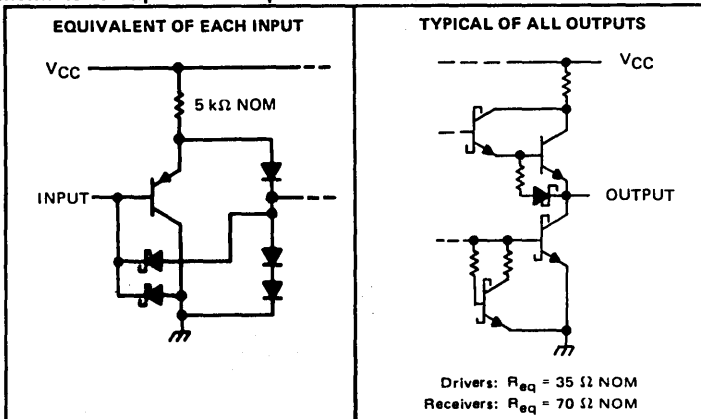 EQUIVALENT OF EACH INPUT
VCC
5 kΩ NOM
INPUT
TYPICAL OF ALL OUTPUTS
VCC
OUTPUT
Drivers: Req = 35 Ω NOM
Receivers: Req = 70 Ω NOM